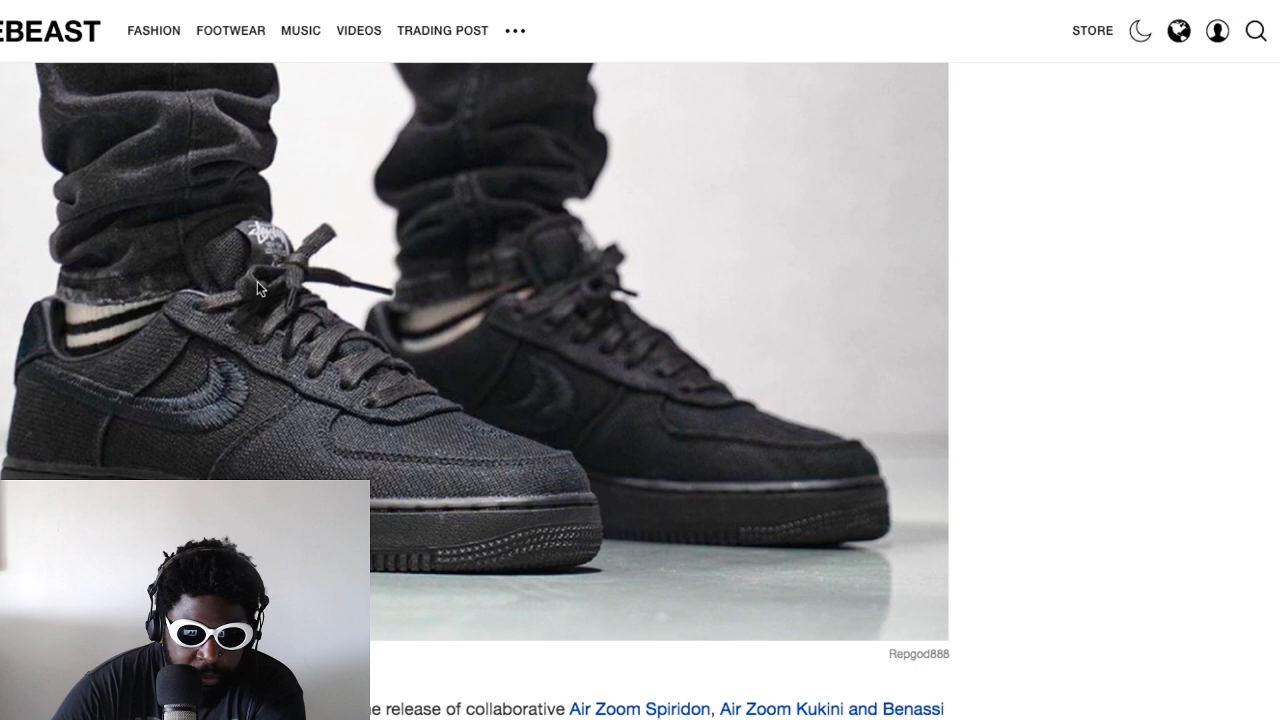 EBEAST
FASHION FOOTWEAR MUSIC VIDEOS TRADING POST
STORE
Stüssy
Repgod888
e release of collaborative Air Zoom Spiridon, Air Zoom Kukini and Benassi